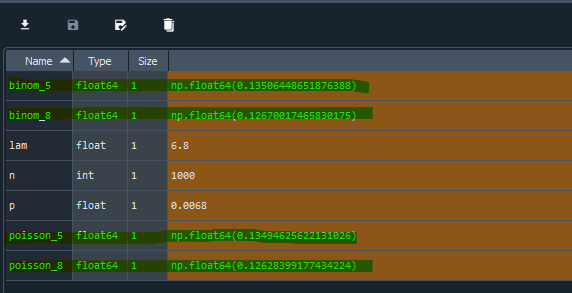 Name Type Size
binom_5 float64 1 np.float64(0.13506448651876388)
binom_8 float64 1 np.float64(0.12670017465830175)
lam float 1 6.8
n int 1 1000
p float 1 0.0068
poisson_5 float64 1 np.float64(0.13494625622131026)
poisson_8 float64 1 np.float64(0.12628399177434224)